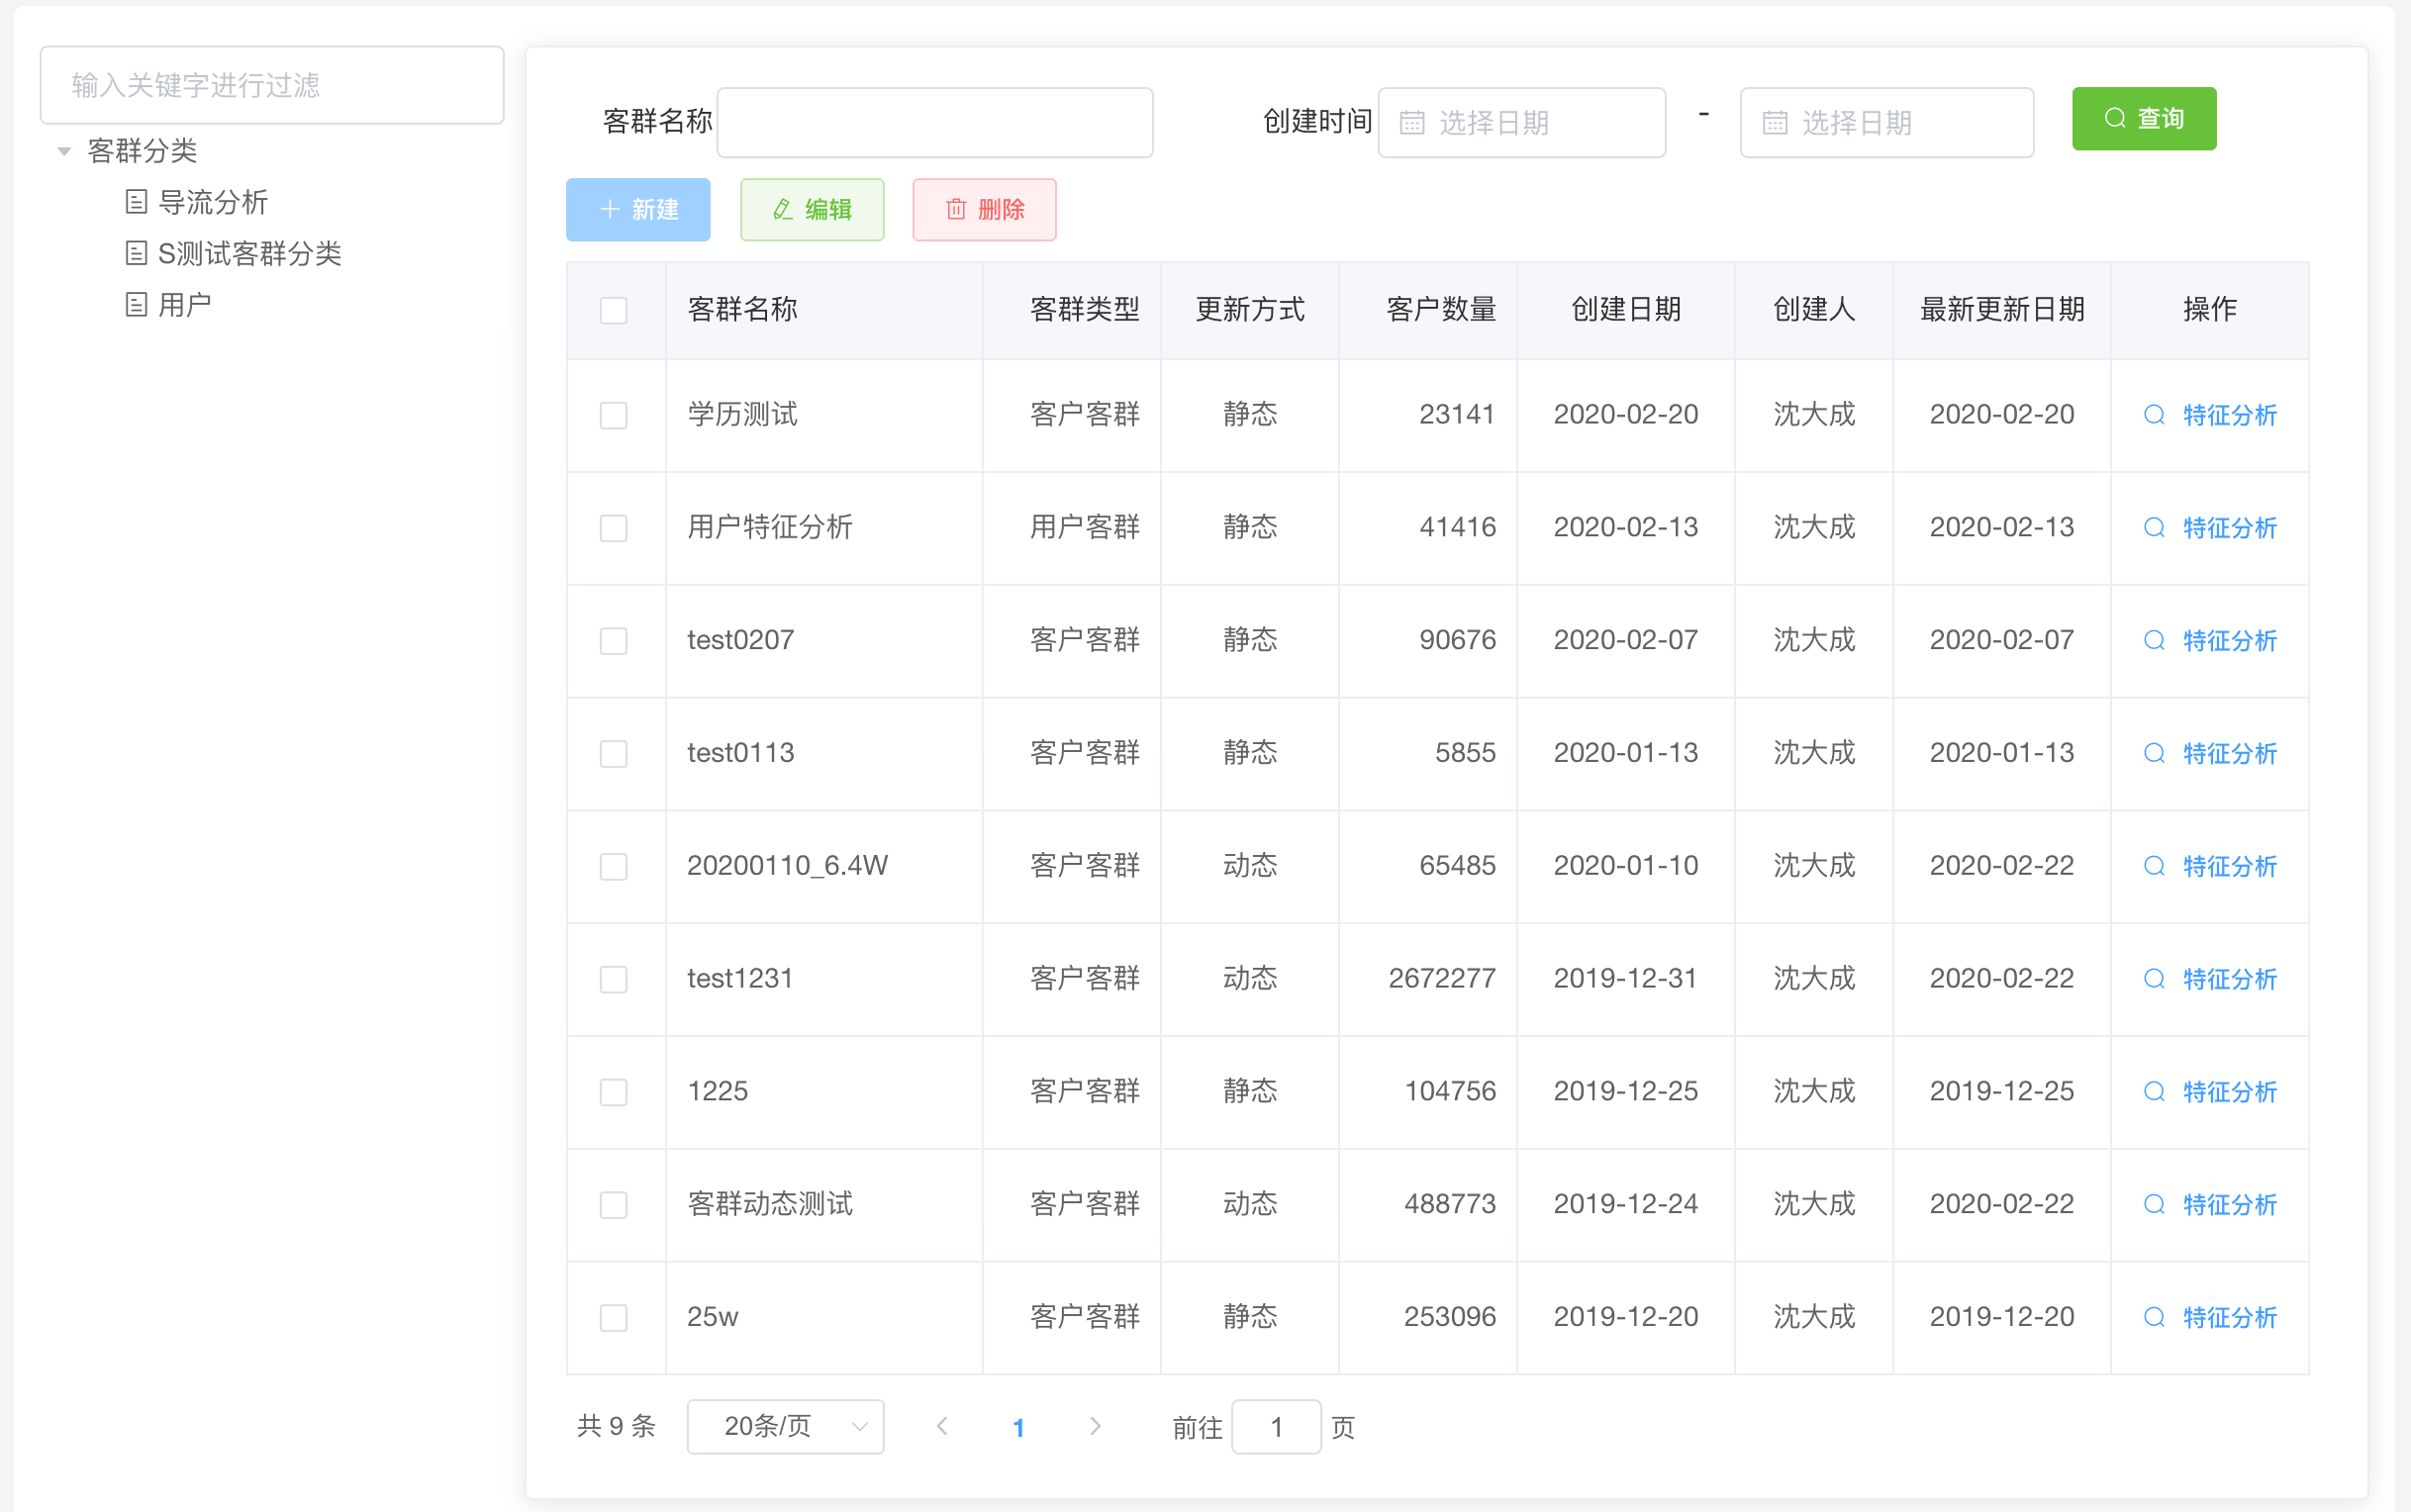 输入关键字进行过滤
客群分类
导流分析
S测试客群分类
用户
客群名称 创建时间 选择日期 - 选择日期 查询
新建 编辑 删除
客群名称 客群类型 更新方式 客户数量 创建日期 创建人 最新更新日期 操作
学历测试 客户客群 静态 23141 2020-02-20 沈大成 2020-02-20 特征分析
用户特征分析 用户客群 静态 41416 2020-02-13 沈大成 2020-02-13 特征分析
test0207 客户客群 静态 90676 2020-02-07 沈大成 2020-02-07 特征分析
test0113 客户客群 静态 5855 2020-01-13 沈大成 2020-01-13 特征分析
20200110_6.4W 客户客群 动态 65485 2020-01-10 沈大成 2020-02-22 特征分析
test1231 客户客群 动态 2672277 2019-12-31 沈大成 2020-02-22 特征分析
1225 客户客群 静态 104756 2019-12-25 沈大成 2019-12-25 特征分析
客群动态测试 客户客群 动态 488773 2019-12-24 沈大成 2020-02-22 特征分析
25w 客户客群 静态 253096 2019-12-20 沈大成 2019-12-20 特征分析
共 9 条 20条/页 1 前往 1 页